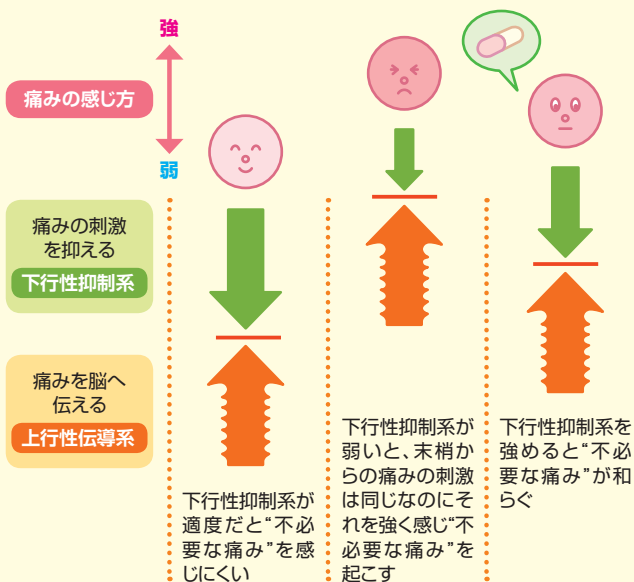 強
痛みの感じ方
弱
痛みの刺激
を抑える
下行性抑制系
痛みを脳へ
伝える
上行性伝導系
下行性抑制系が
適度だと“不必
要な痛み”を感
じにくい
下行性抑制系が
弱いと、末梢か
らの痛みの刺激
は同じなのにそ
れを強く感じ“不
必要な痛み”を
起こす
下行性抑制系を
強めると“不必
要な痛み”が和
らぐ